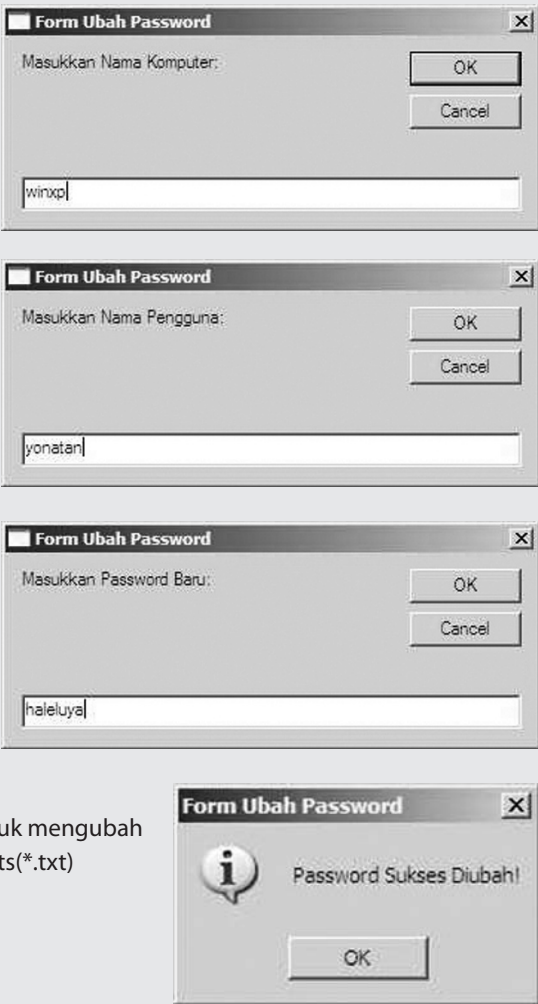 Form Ubah Password
Masukkan Nama Komputer:
OK
Cancel
winxp
Form Ubah Password
Masukkan Nama Pengguna:
OK
Cancel
yonatan
Form Ubah Password
Masukkan Password Baru:
OK
Cancel
haleluya
uk mengubah
ts(*.txt)
Form Ubah Password
Password Sukses Diubah!
OK